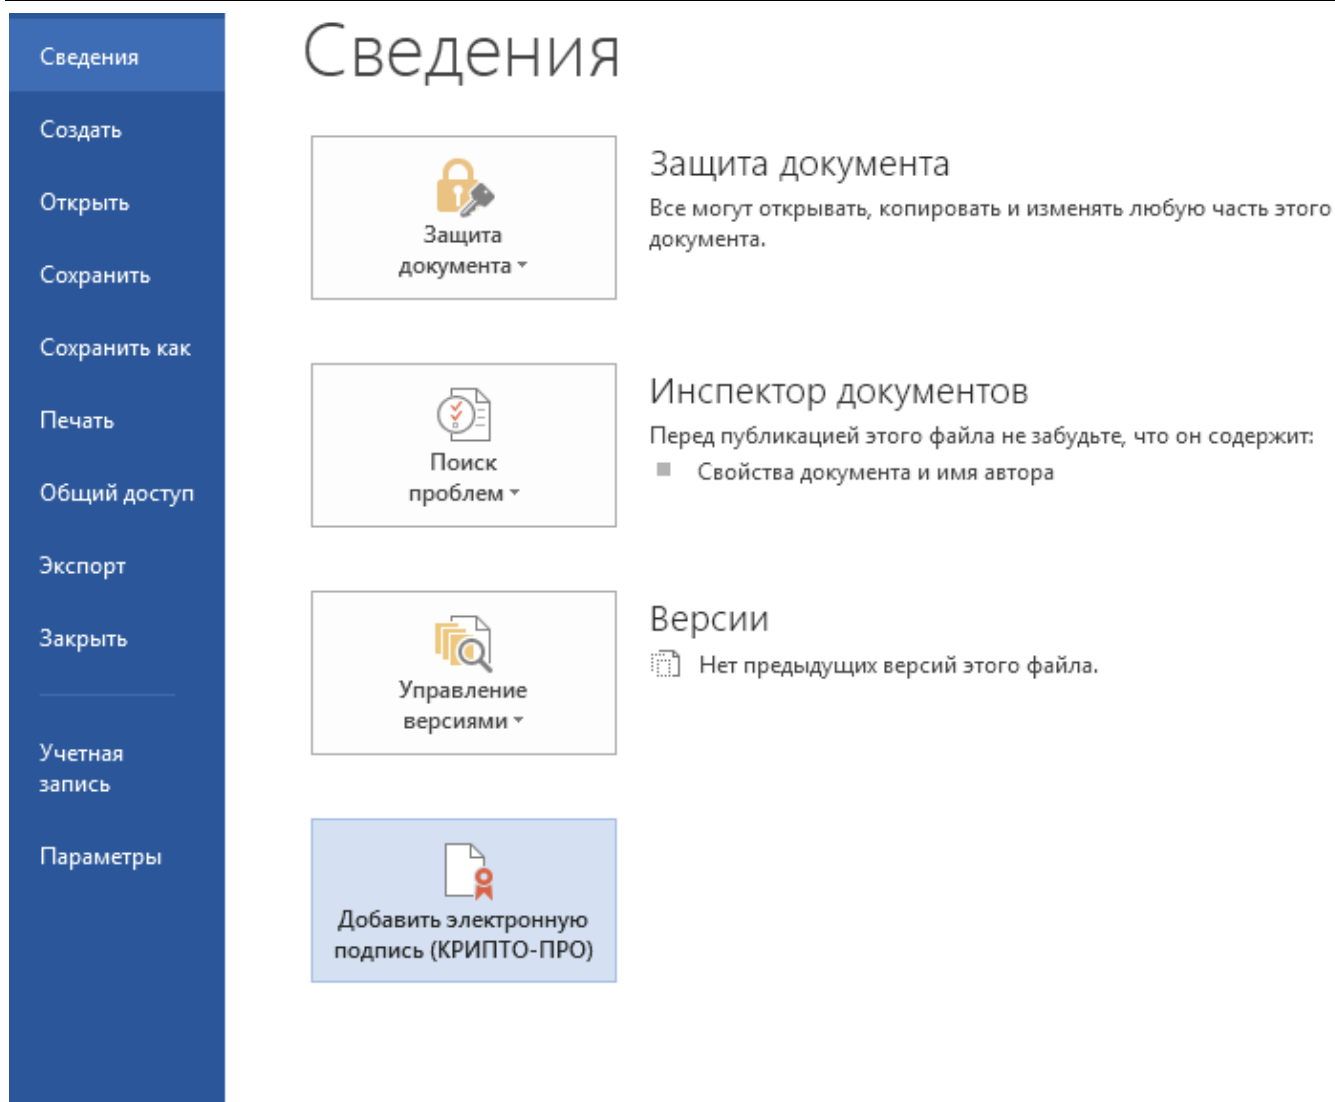 Сведения
Создать
Открыть
Сохранить
Сохранить как
Печать
Общий доступ
Экспорт
Закрыть
Учетная
запись
Параметры
Сведения
Защита
документа
Защита документа
Все могут открывать, копировать и изменять любую часть этого
документа.
Поиск
проблем
Инспектор документов
Перед публикацией этого файла не забудьте, что он содержит:
Свойства документа и имя автора
Управление
версиями
Версии
Нет предыдущих версий этого файла.
Добавить электронную
подпись (КРИПТО-ПРО)